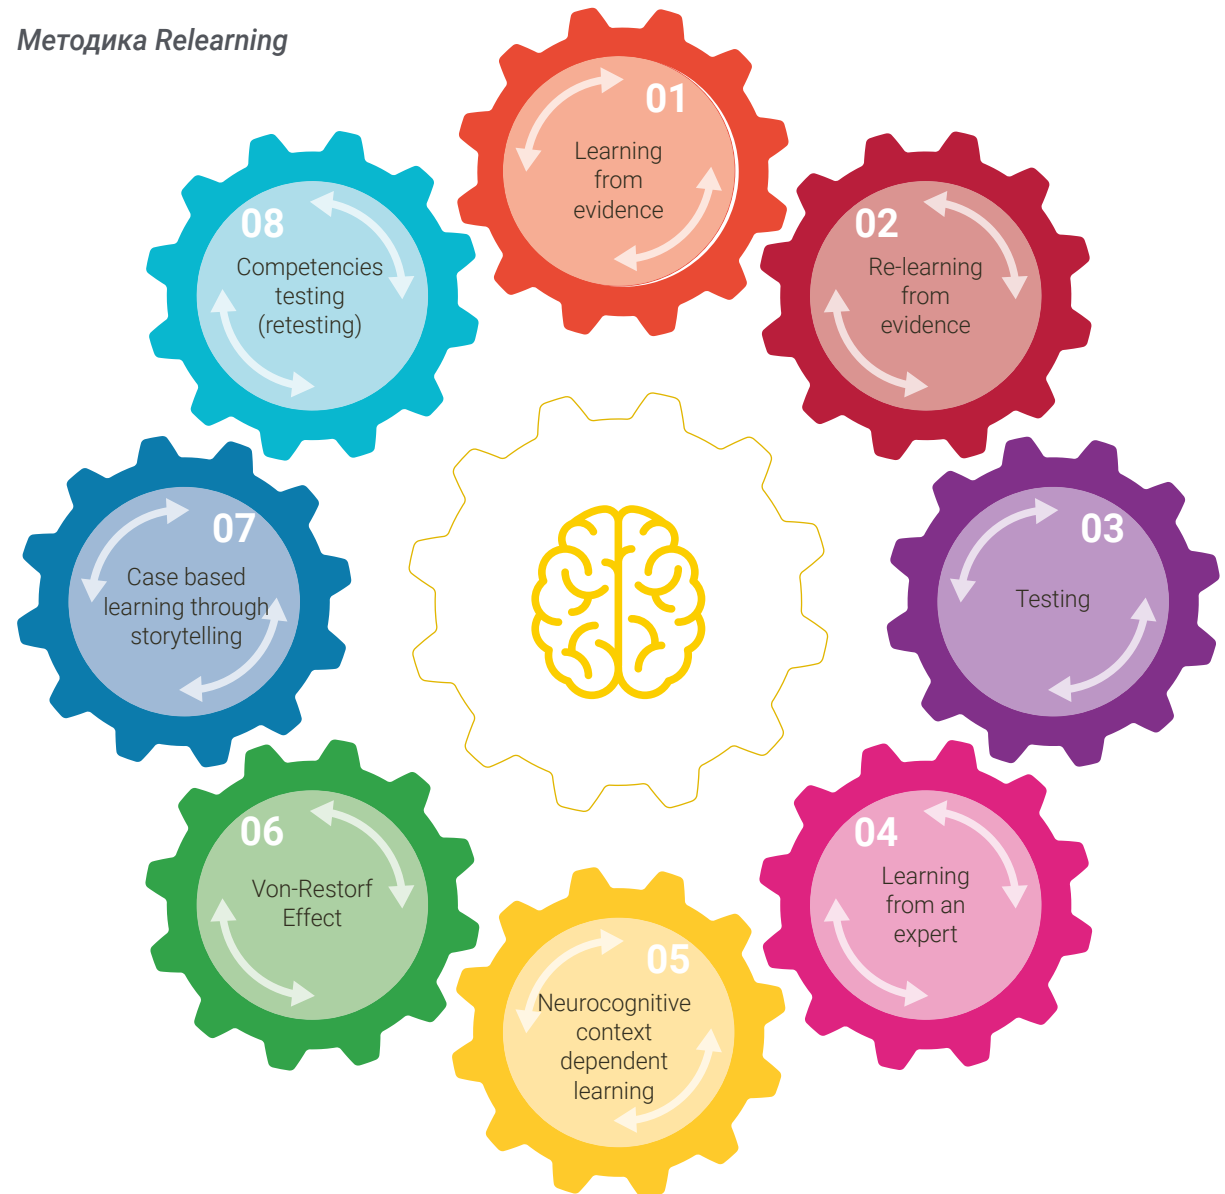 Методика Relearning
01
Learning
from
evidence
02
Re-learning
from
evidence
03
Testing
04
Learning
from an
expert
05
Neurocognitive
context
dependent
learning
06
Von-Restorf
Effect
07
Case based
learning through
storytelling
08
Competencies
testing
(retesting)